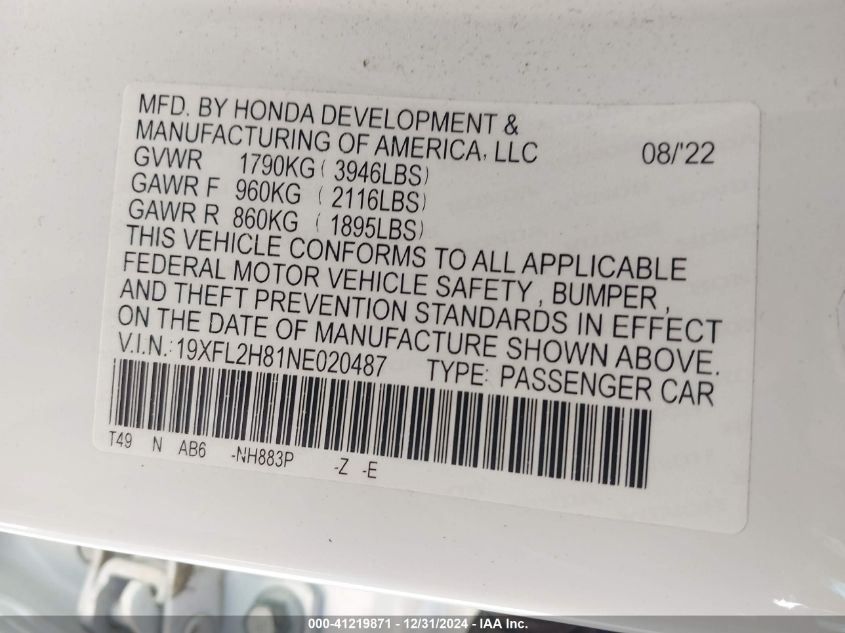 MFD. BY HONDA DEVELOPMENT &
MANUFACTURING OF AMERICA, LLC 08/'22
GVWR 1790KG ( 3946LBS)
GAWR F 960KG ( 2116LBS)
GAWR R 860KG ( 1895LBS)
THIS VEHICLE CONFORMS TO ALL APPLICABLE
FEDERAL MOTOR VEHICLE SAFETY , BUMPER ,
AND THEFT PREVENTION STANDARDS IN EFFECT
ON THE DATE OF MANUFACTURE SHOWN ABOVE.
V.I.N.:19XFL2H81NE020487 TYPE: PASSENGER CAR
T49 N AB6 -NH883P -Z -E
000-41219871 - 12/31/2024 - IAA Inc.